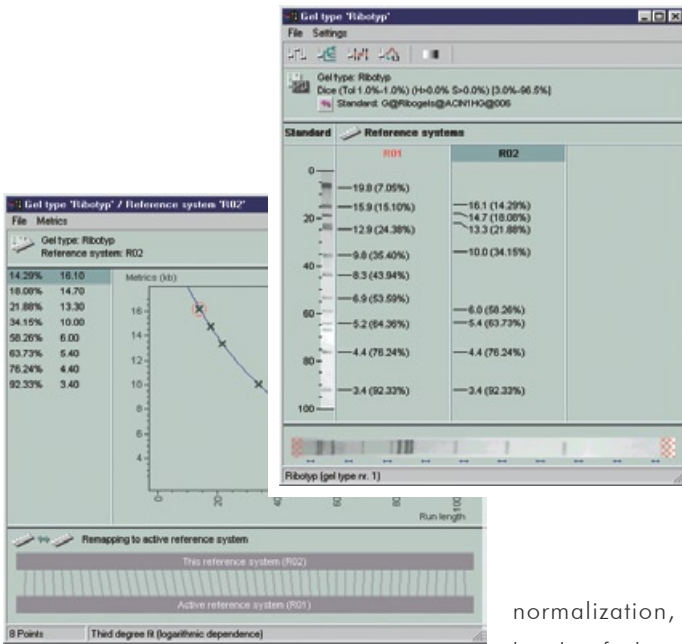 Gel type 'Ribotyp'
File Settings
Gel type: Ribotyp
Dice (Tol 1.0%-1.0%) (H>0.0% S>0.0%) [3.0%-96.5%]
Standard: G@Ribogels@ACIN1HG@006
Standard Reference systems
R01 R02
0
20
40
60
80
100
19.8 (7.05%)
15.9 (15.10%)
12.9 (24.38%)
9.8 (35.40%)
8.3 (43.94%)
6.9 (53.59%)
5.2 (64.36%)
4.4 (76.24%)
3.4 (92.33%)
16.1 (14.29%)
14.7 (18.08%)
13.3 (21.88%)
10.0 (34.15%)
6.0 (58.26%)
5.4 (63.73%)
4.4 (76.24%)
3.4 (92.33%)
Ribotyp (gel type nr. 1)
Gel type 'Ribotyp' / Reference system 'R02'
File Metrics
Gel type: Ribotyp
Reference system: R02
14.29% 16.10
18.08% 14.70
21.88% 13.30
34.15% 10.00
58.26% 6.00
63.73% 5.40
76.24% 4.40
92.33% 3.40
Metrics (kb)
16
14
12
10
8
6
4
0 20 40 60 80 100
Run length
Remapping to active reference system
This reference system (R02)
Active reference system (R01)
8 Points Third degree fit (logarithmic dependence)
normalization,